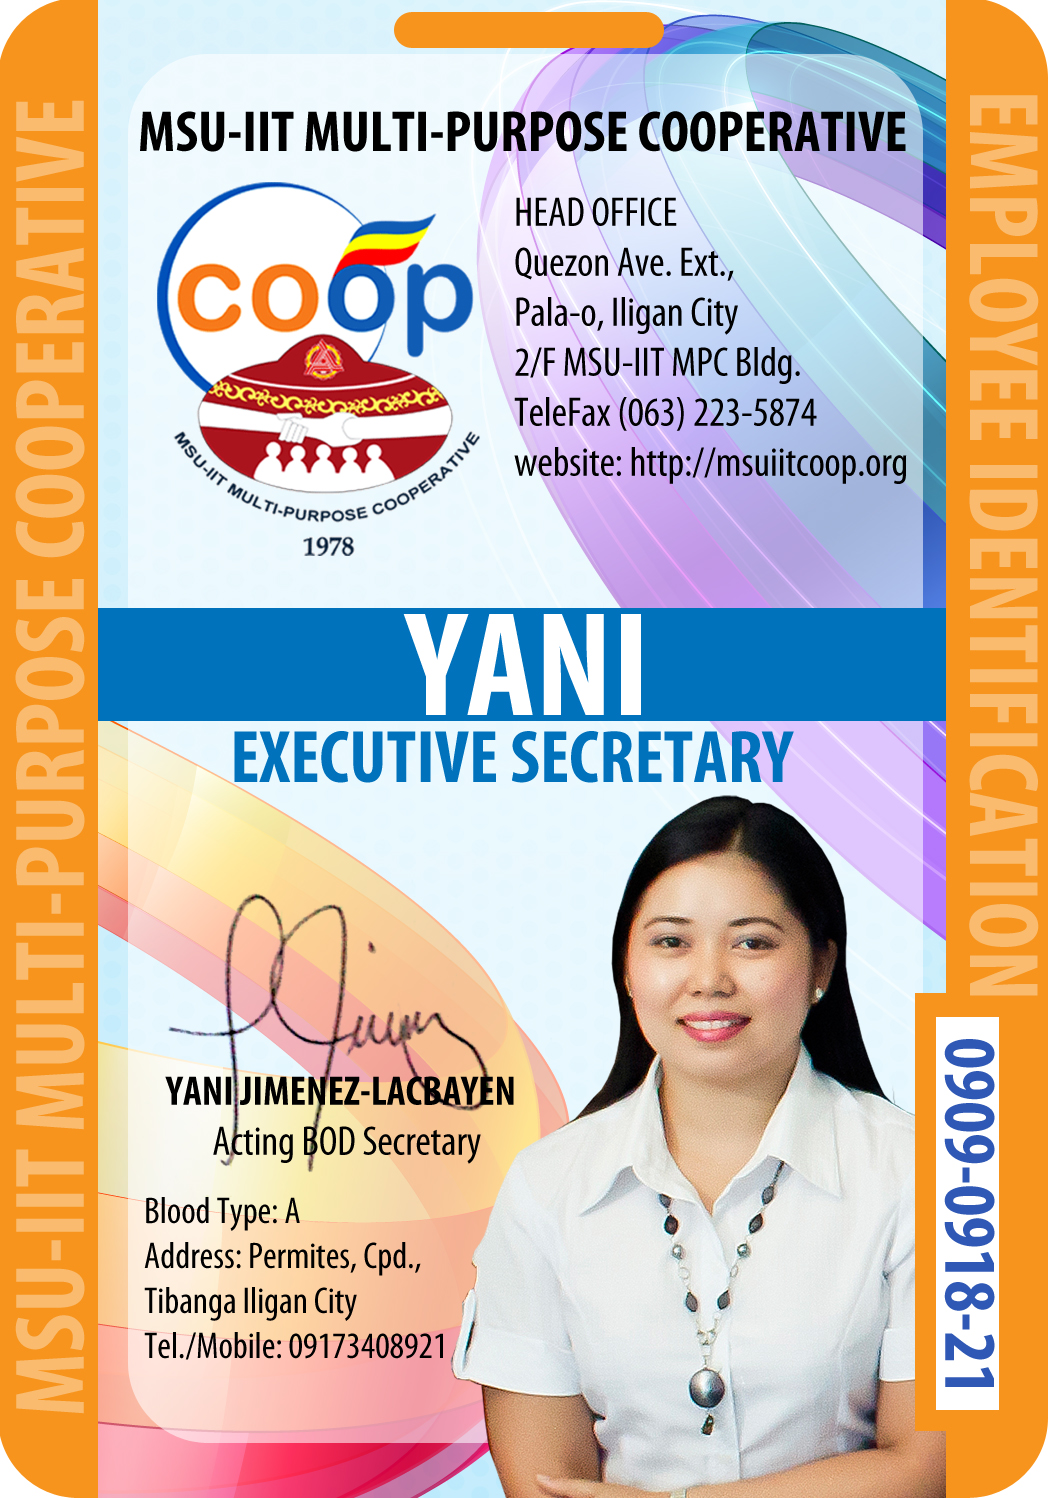 MSU-IIT MULTI-PURPOSE COOPERATIVE
EMPLOYEE IDENTIFICATION
MSU-IIT MULTI-PURPOSE COOPERATIVE
coop
MSU-IIT MULTI-PURPOSE COOPERATIVE
1978
HEAD OFFICE
Quezon Ave. Ext.,
Pala-o, Iligan City
2/F MSU-IIT MPC Bldg.
TeleFax (063) 223-5874
website: http://msuiitcoop.org
YANI
EXECUTIVE SECRETARY
YANI JIMENEZ-LACBAYEN
Acting BOD Secretary
Blood Type: A
Address: Permites, Cpd.,
Tibanga Iligan City
Tel./Mobile: 09173408921
0909-0918-21